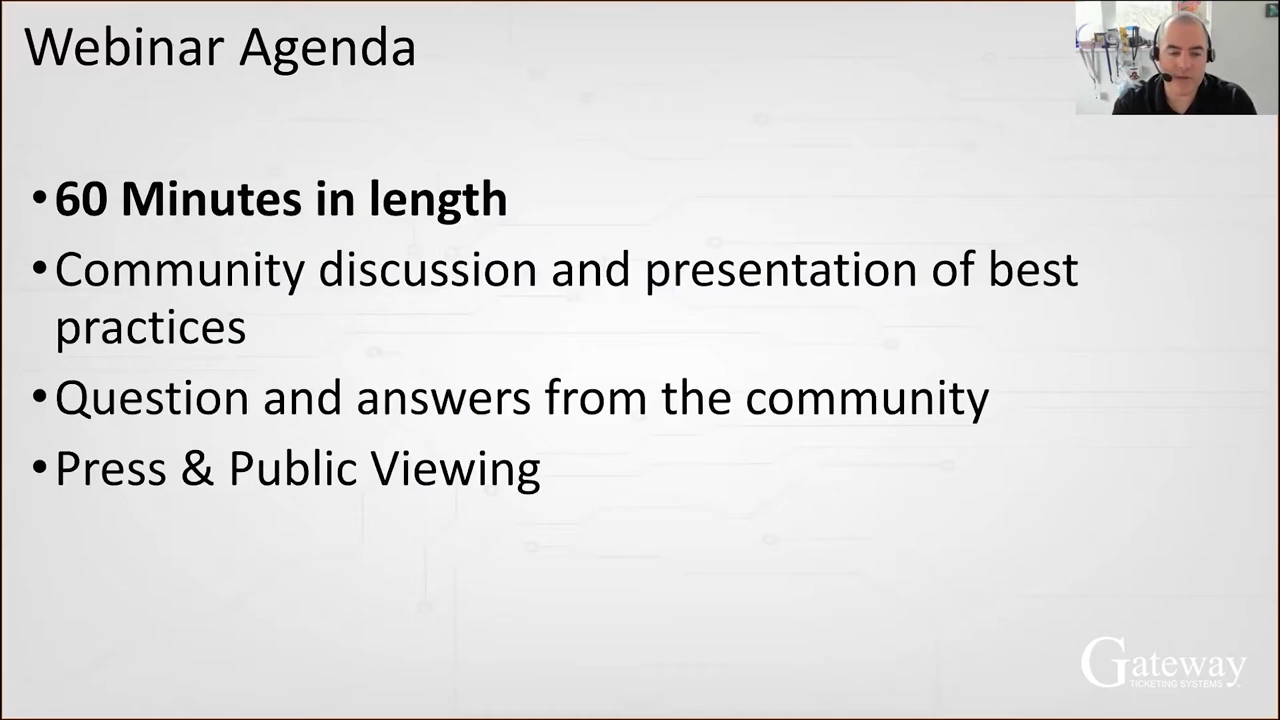 Webinar Agenda
•60 Minutes in length
•Community discussion and presentation of best
practices
•Question and answers from the community
•Press & Public Viewing
Gateway
TICKETING SYSTEMS